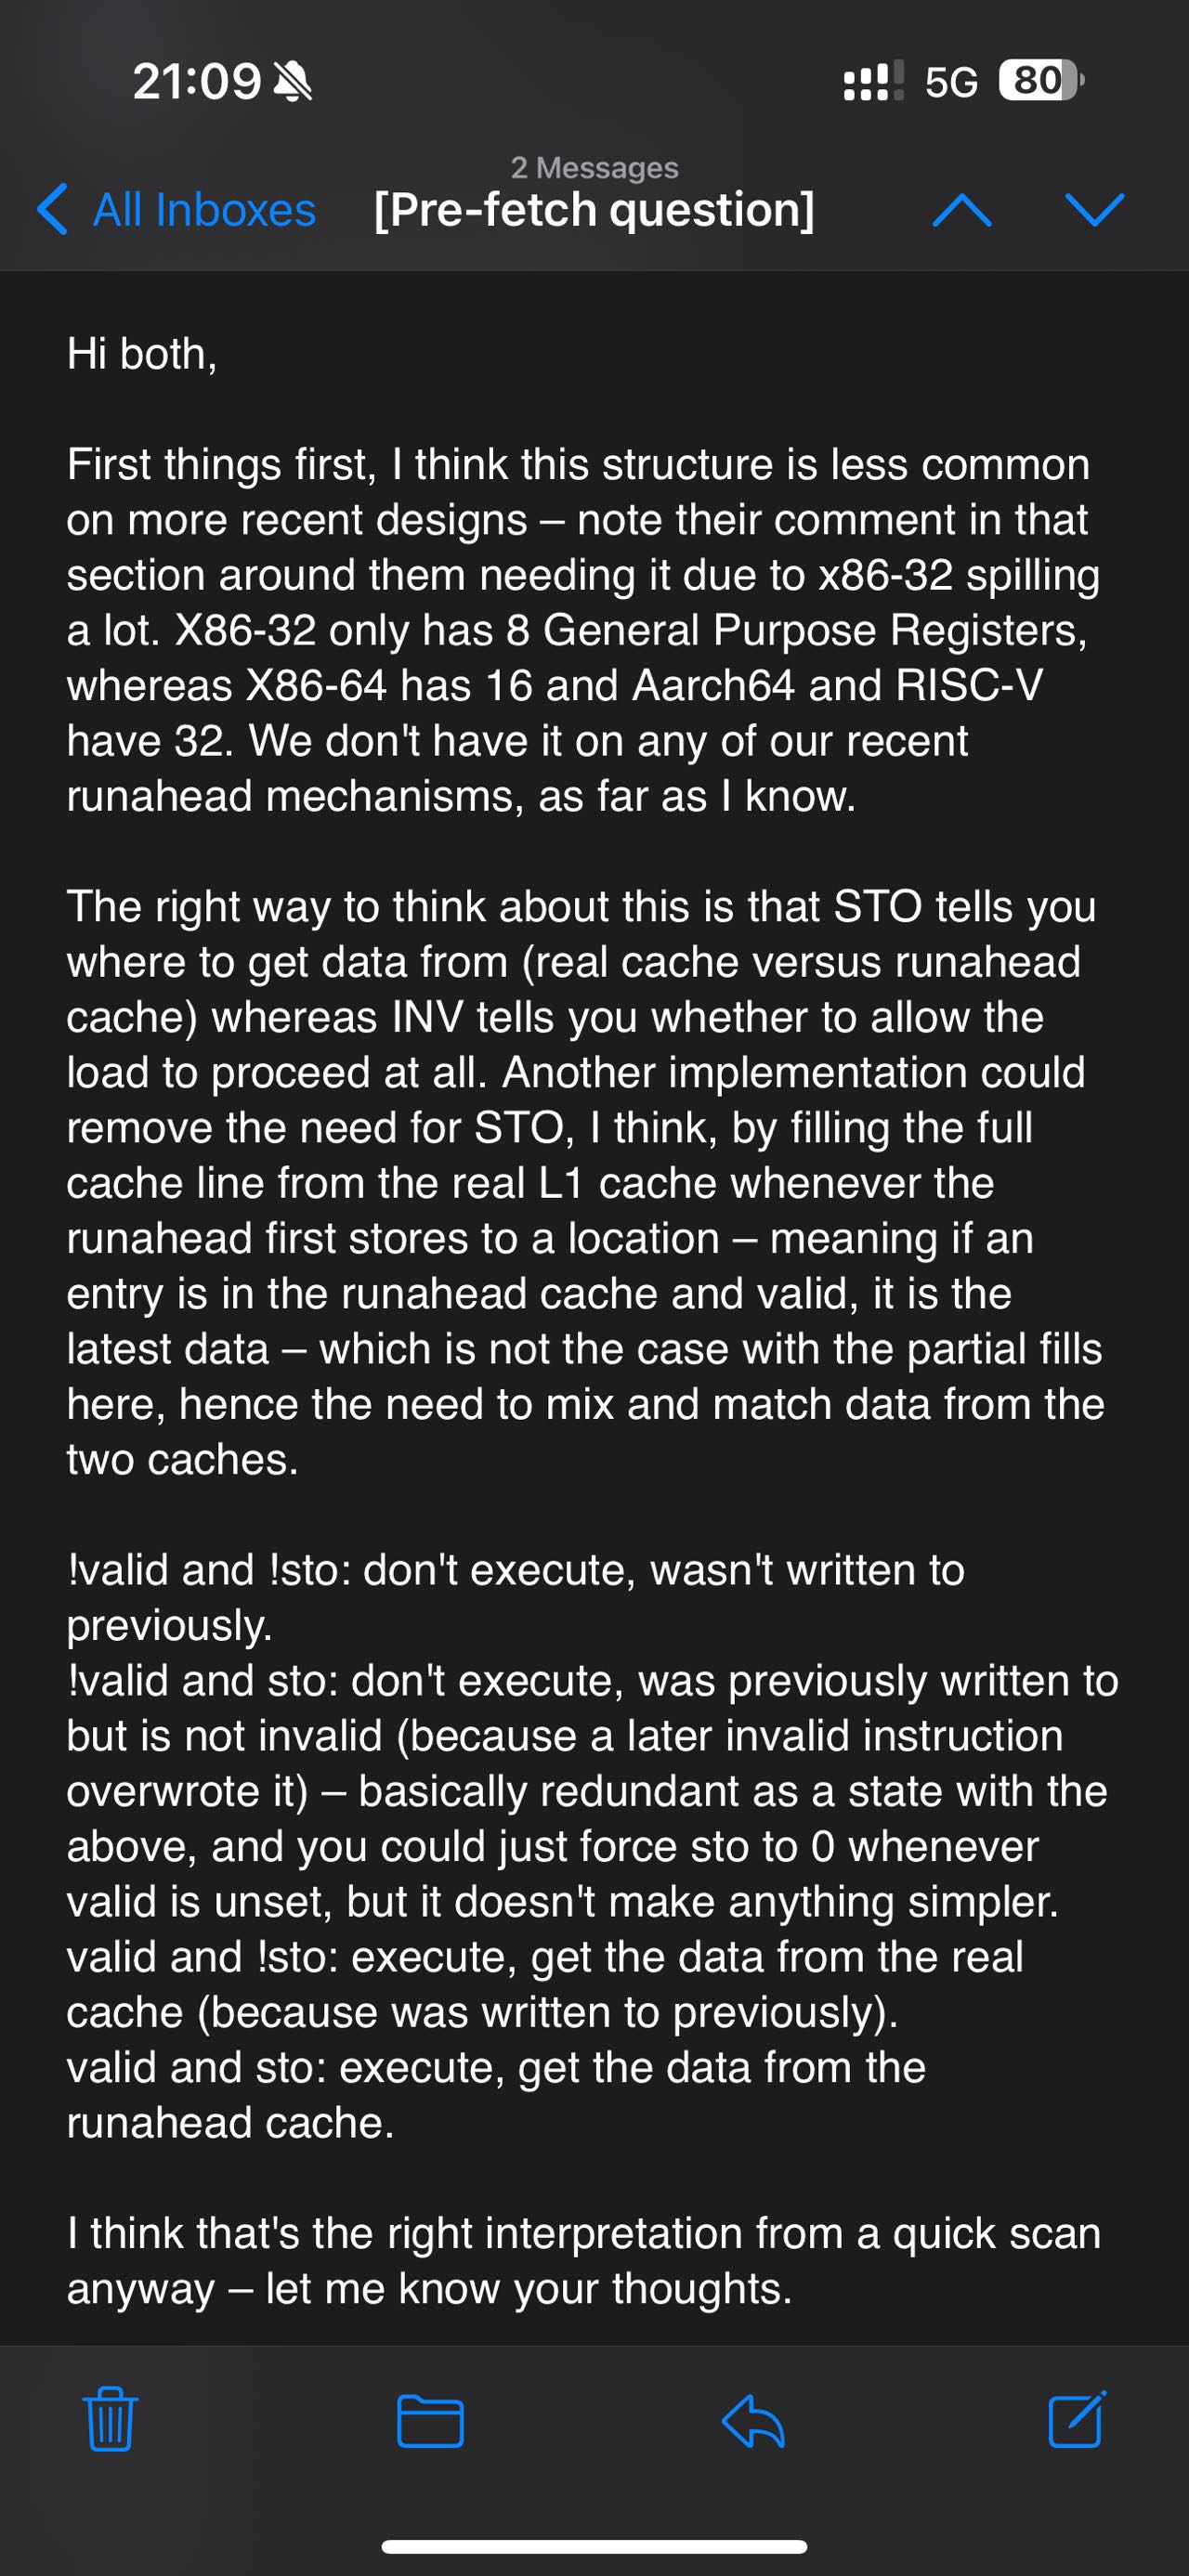 21:09
5G
80
2 Messages
All Inboxes
[Pre-fetch question]
Hi both,
First things first, I think this structure is less common
on more recent designs – note their comment in that
section around them needing it due to x86-32 spilling
a lot. X86-32 only has 8 General Purpose Registers,
whereas X86-64 has 16 and Aarch64 and RISC-V
have 32. We don't have it on any of our recent
runahead mechanisms, as far as I know.
The right way to think about this is that STO tells you
where to get data from (real cache versus runahead
cache) whereas INV tells you whether to allow the
load to proceed at all. Another implementation could
remove the need for STO, I think, by filling the full
cache line from the real L1 cache whenever the
runahead first stores to a location – meaning if an
entry is in the runahead cache and valid, it is the
latest data – which is not the case with the partial fills
here, hence the need to mix and match data from the
two caches.
!valid and !sto: don't execute, wasn't written to
previously.
!valid and sto: don't execute, was previously written to
but is not invalid (because a later invalid instruction
overwrote it) – basically redundant as a state with the
above, and you could just force sto to 0 whenever
valid is unset, but it doesn't make anything simpler.
valid and !sto: execute, get the data from the real
cache (because was written to previously).
valid and sto: execute, get the data from the
runahead cache.
I think that's the right interpretation from a quick scan
anyway – let me know your thoughts.